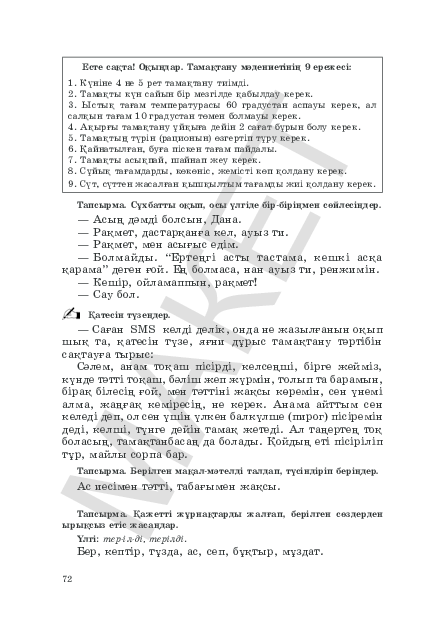 Есте сақта! Оқыңдар. Тамақтану мәдениетінің 9 ережесі:
1. Күніне 4 не 5 рет тамақтану тиімді.
2. Тамақты күн сайын бір мезгілде қабылдау керек.
3. Ыстық тағам температурасы 60 градустан аспауы керек, ал
салқын тағам 10 градустан төмен болмауы керек.
4. Ақырғы тамақтану ұйқыға дейін 2 сағат бұрын болу керек.
5. Тамақтың түрін (рационын) өзгертіп тұру керек.
6. Қайнатылған, буға піскен тағам пайдалы.
7. Тамақты асықпай, шайнап жеу керек.
8. Сұйық тағамдарды, көкөніс, жемісті көп қолдану керек.
9. Сүт, сүттен жасалған қышқылтым тағамды жиі қолдану керек.
Тапсырма. Сұхбатты оқып, осы үлгіде бір-біріңмен сөйлесіңдер.
— Асың дәмді болсын, Дана.
— Рақмет, дастарқанға кел, ауыз ти.
— Рақмет, мен асығыс едім.
— Болмайды. “Ертеңгі асты тастама, кешкі асқа
қарама” деген ғой. Ең болмаса, нан ауыз ти, ренжимін.
— Кешір, ойламаппын, рақмет!
— Сау бол.
Қатесін түзеңдер.
— Саған SMS келді делік, онда не жазылғанын оқып
шық та, қатесін түзе, яғни дұрыс тамақтану тәртібін
сақтауға тырыс:
Сәлем, анам тоқаш пісірді, келсеңші, бірге жейміз,
күнде тәтті тоқаш, бәліш жеп жүрмін, толып та барамын,
бірақ білесің ғой, мен тәттіні жақсы көремін, сен үнемі
алма, жаңғақ кеміресің, не керек. Анама айттым сен
келеді деп, ол сен үшін үлкен балқулше (пирог) пісіремін
деді, келші, түнге дейін тамақ жетеді. Ал таңертең тоқ
боласың, тамақтанбасаң да болады. Қойдың еті пісіріліп
тұр, майлы сорпа бар.
Тапсырма. Берілген мақал-мәтелді талдап, түсіндіріп беріңдер.
Ас иесімен тәтті, табағымен жақсы.
Тапсырма. Қажетті жұрнақтарды жалғап, берілген сөздерден
ырықсыз етіс жасаңдар.
Үлгі: тер-іл-ді, терілді.
Бер, кептір, тұзда, ас, сеп, бұқтыр, мұздат.
72
МАКЕТ